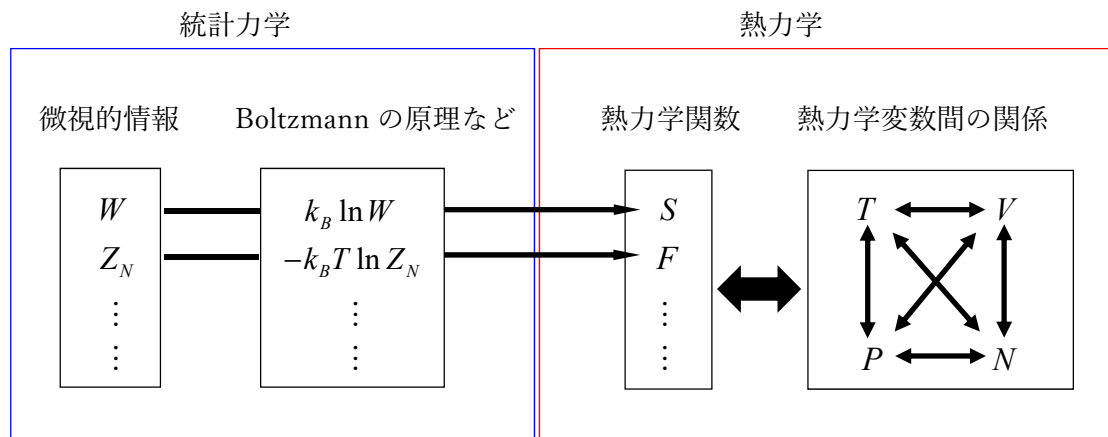 統計力学 熱力学
微視的情報 Boltzmann の原理など 熱力学関数 熱力学変数間の関係
W k_B ln W S T V
Z_N −k_B T ln Z_N F
⋮ ⋮ ⋮
⋮ ⋮ ⋮ P N